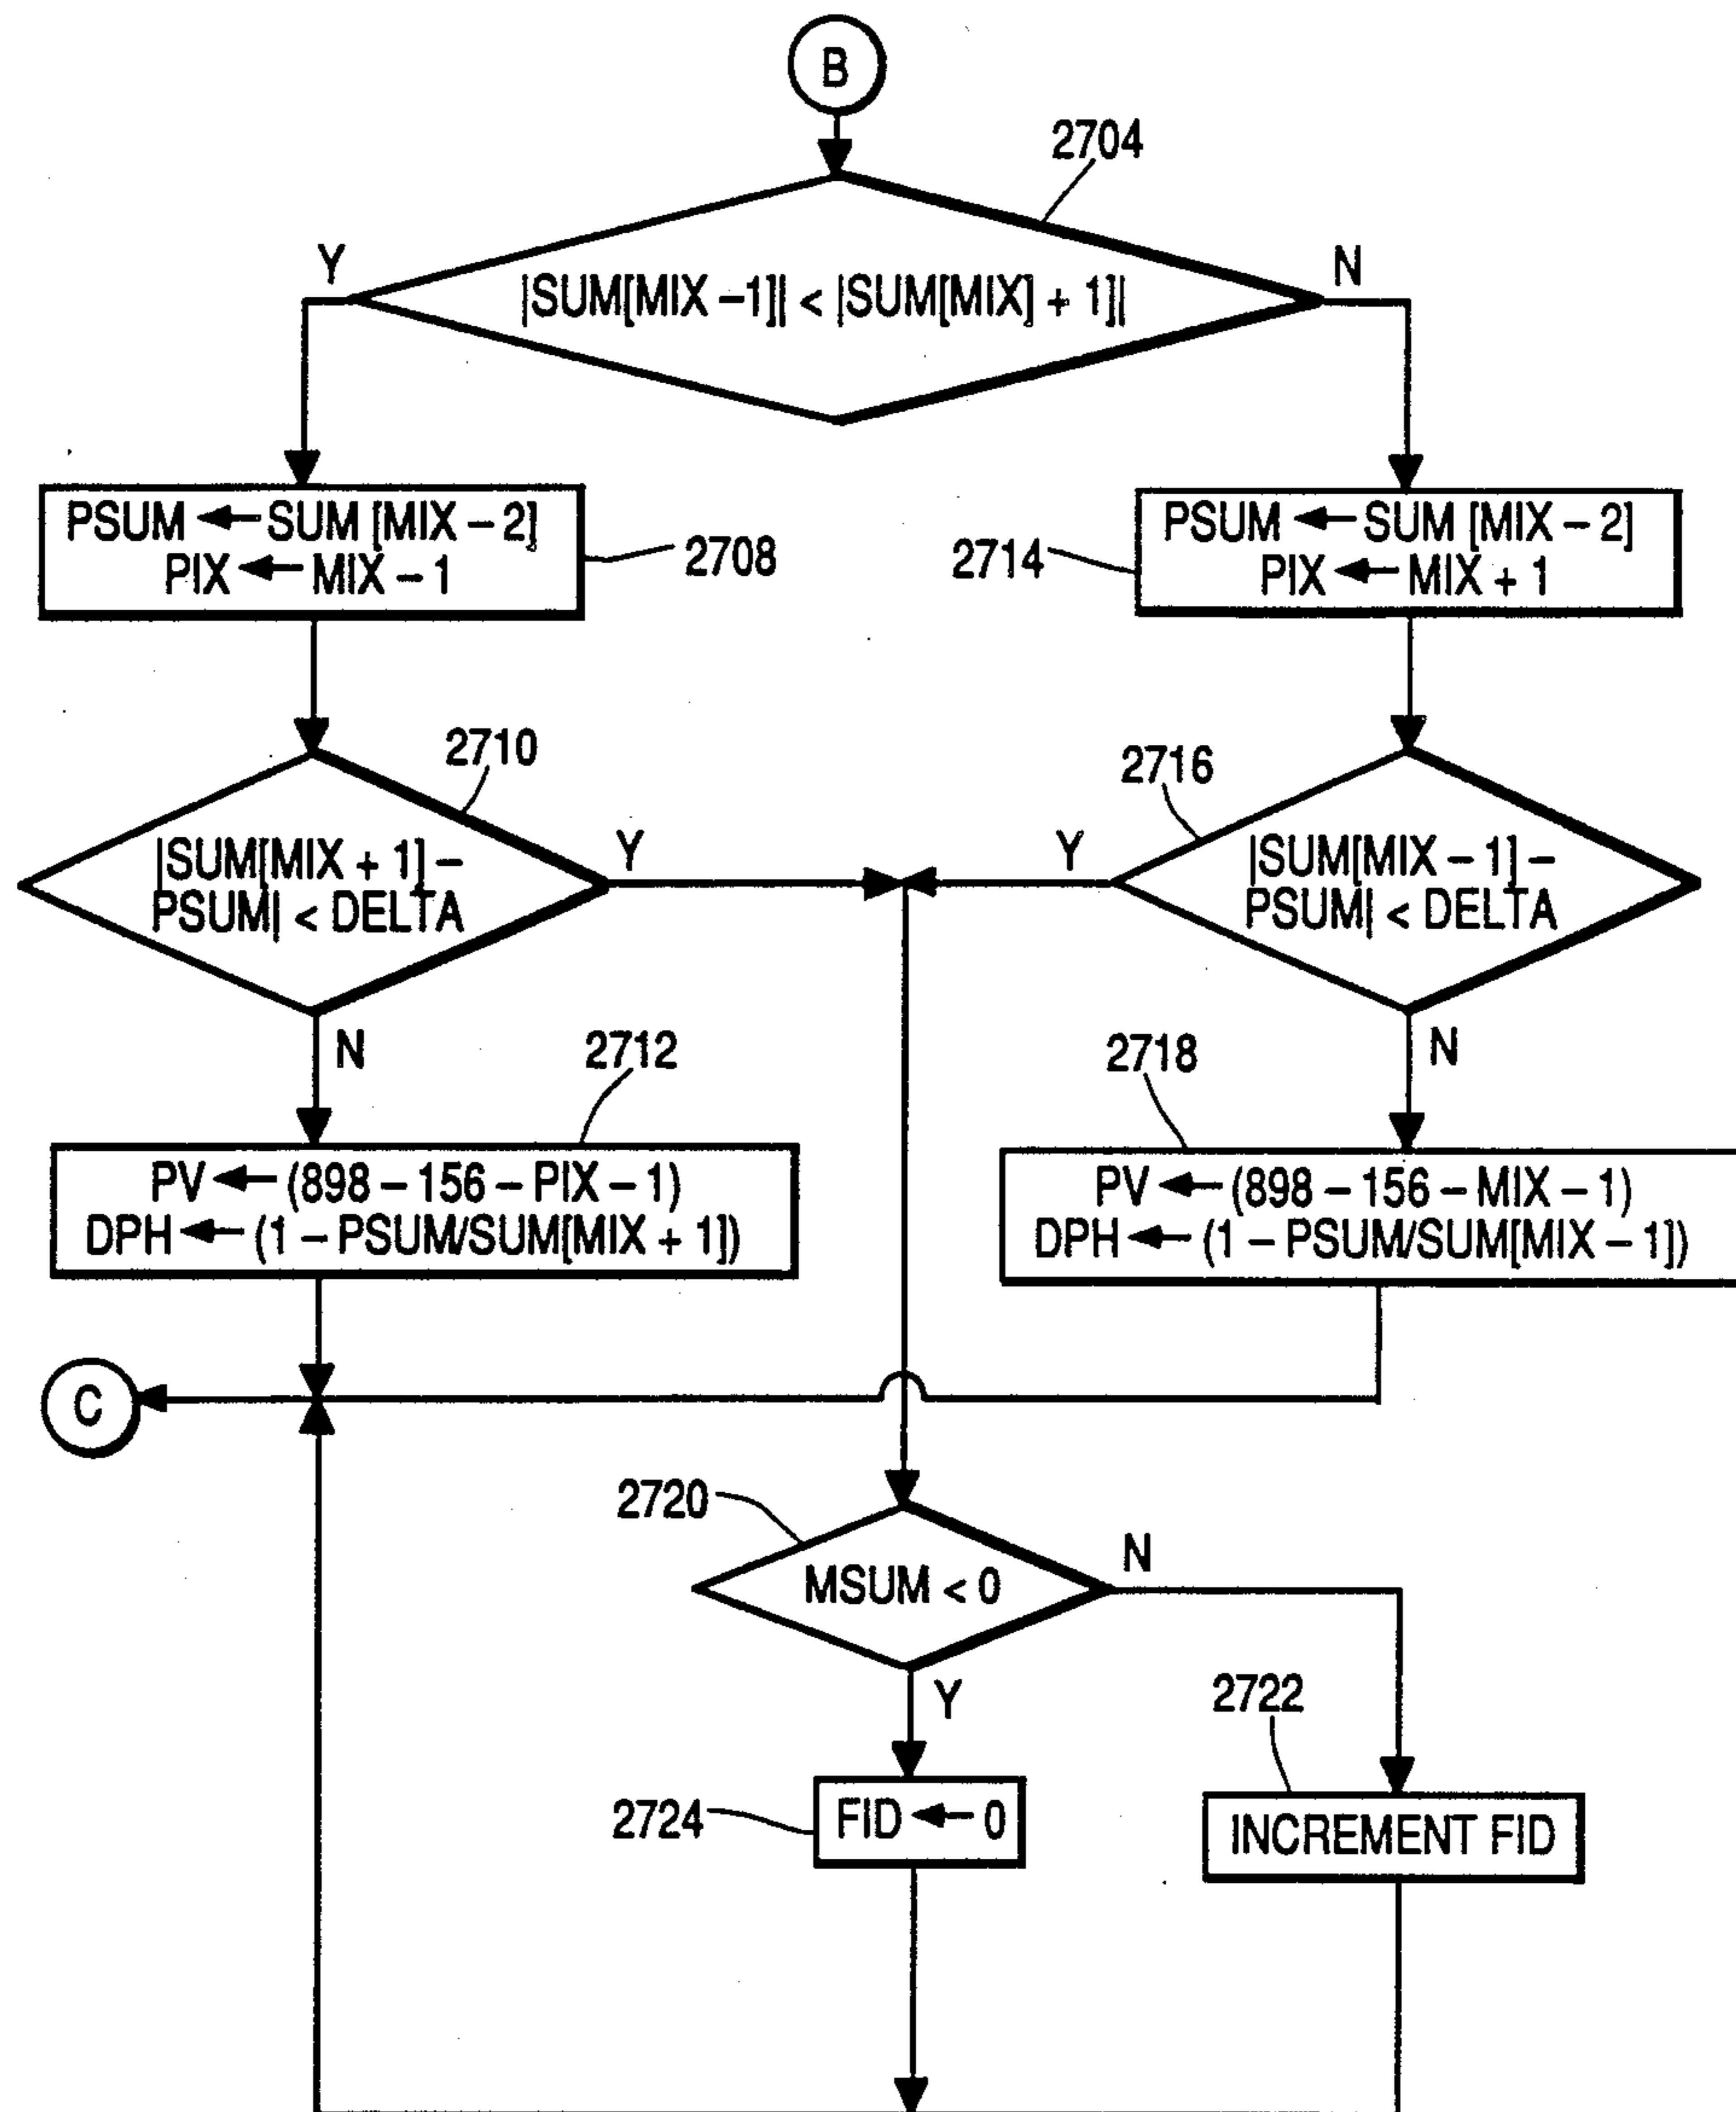 B
2704
Y
N
|SUM[MIX –1]| < |SUM[MIX] + 1]|
PSUM ← SUM [MIX – 2]
PIX ← MIX – 1
2708
2714
PSUM ← SUM [MIX – 2]
PIX ← MIX + 1
2710
2716
|SUM[MIX + 1] –
PSUM| < DELTA
Y
Y
|SUM[MIX – 1] –
PSUM| < DELTA
N
2712
2718
N
PV ← (898 – 156 – PIX – 1)
DPH ← (1 – PSUM/SUM[MIX + 1])
PV ← (898 – 156 – MIX – 1)
DPH ← (1 – PSUM/SUM[MIX – 1])
C
2720
MSUM < 0
N
Y
2722
2724
FID ← 0
INCREMENT FID